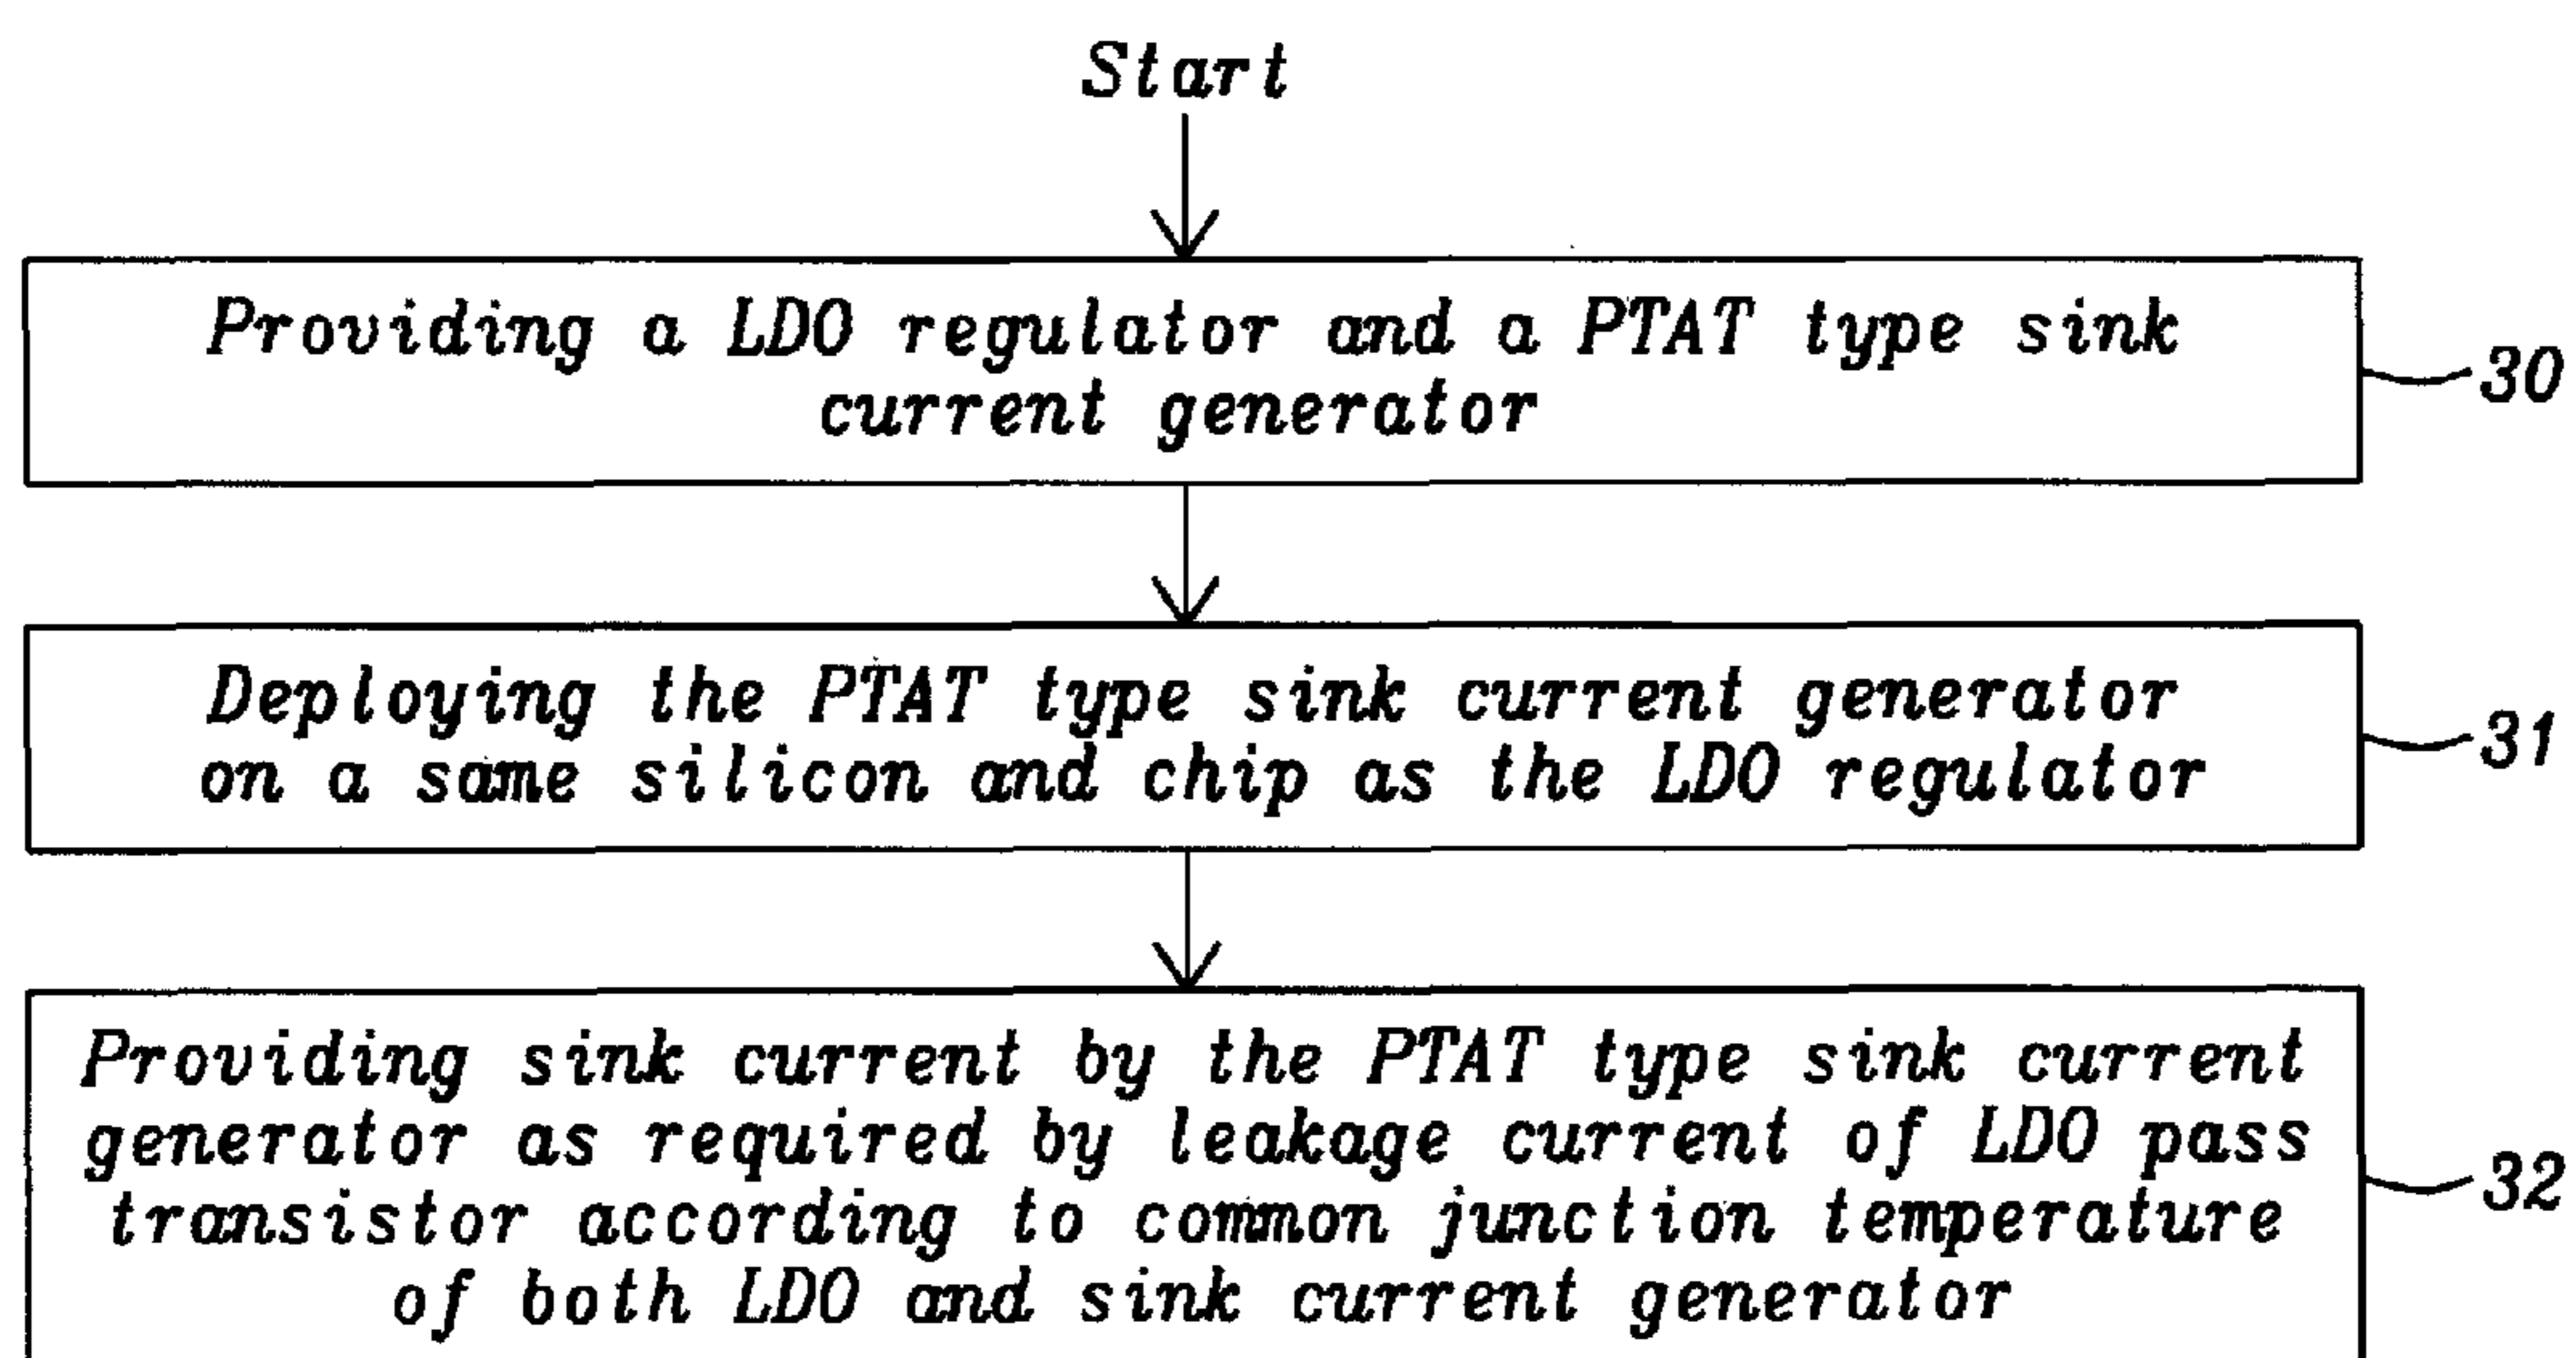 Start
Providing a LDO regulator and a PTAT type sink
current generator
30
Deploying the PTAT type sink current generator
on a same silicon and chip as the LDO regulator
31
Providing sink current by the PTAT type sink current
generator as required by leakage current of LDO pass
transistor according to common junction temperature
of both LDO and sink current generator
32